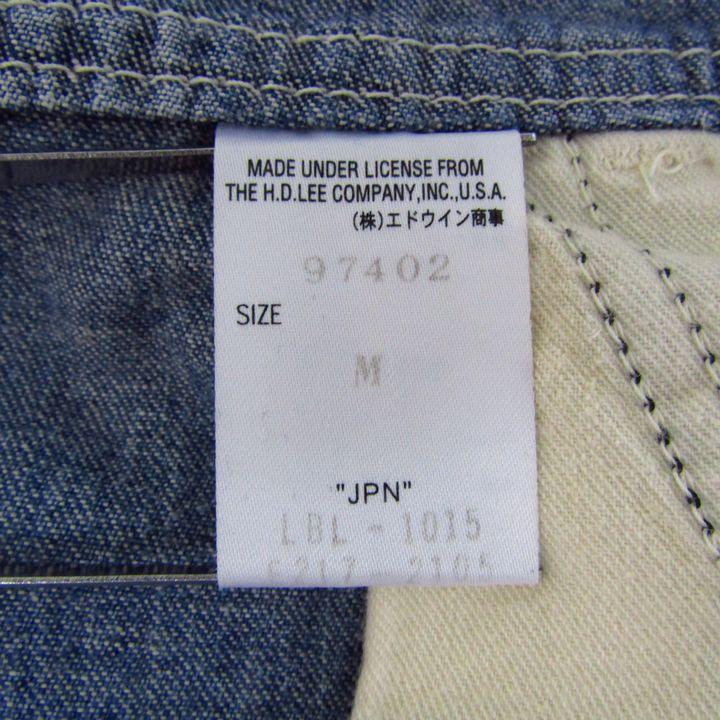 MADE UNDER LICENSE FROM
THE H.D.LEE COMPANY,INC.,U.S.A.
(株)エドウイン商事
97402
SIZE
M
"JPN"
LBL-1015